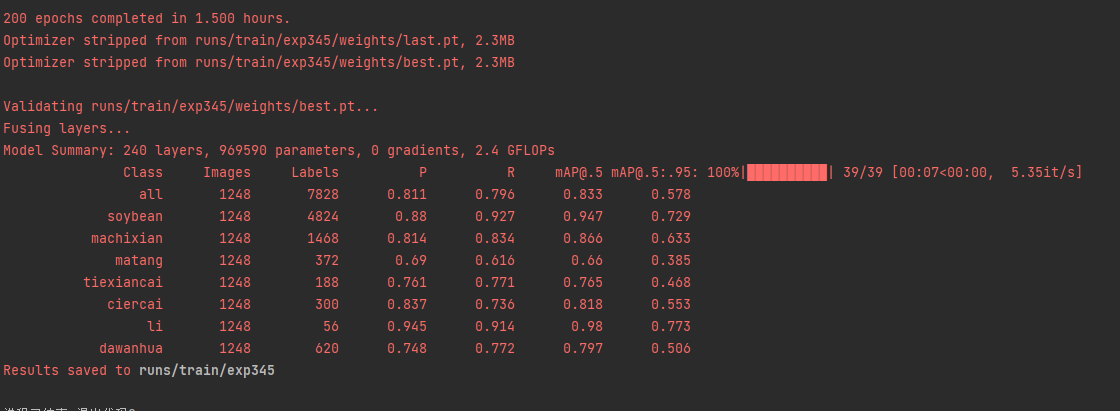 200 epochs completed in 1.500 hours.
Optimizer stripped from runs/train/exp345/weights/last.pt, 2.3MB
Optimizer stripped from runs/train/exp345/weights/best.pt, 2.3MB
Validating runs/train/exp345/weights/best.pt...
Fusing layers...
Model Summary: 240 layers, 969590 parameters, 0 gradients, 2.4 GFLOPs
Class Images Labels P R mAP@.5 mAP@.5:.95: 100%|██████████| 39/39 [00:07<00:00, 5.35it/s]
all 1248 7828 0.811 0.796 0.833 0.578
soybean 1248 4824 0.88 0.927 0.947 0.729
machixian 1248 1468 0.814 0.834 0.866 0.633
matang 1248 372 0.69 0.616 0.66 0.385
tiexiancai 1248 188 0.761 0.771 0.765 0.468
ciercai 1248 300 0.837 0.736 0.818 0.553
li 1248 56 0.945 0.914 0.98 0.773
dawanhua 1248 620 0.748 0.772 0.797 0.506
Results saved to runs/train/exp345